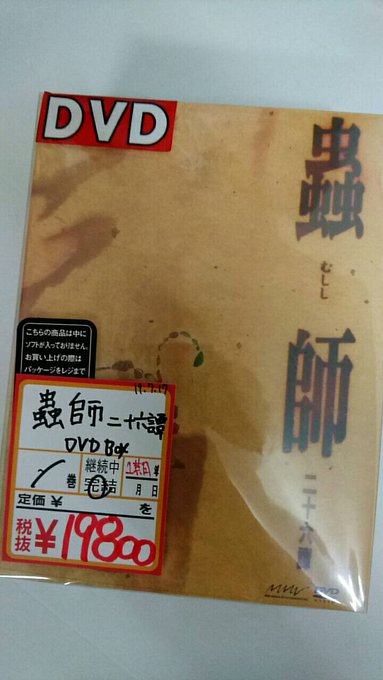 DVD
蟲師
むしし
二十六譚
こちらの商品は中に
ソフトが入っておりません。
お買い上げの際は
パッケージをレジまで
蟲師二十六譚
DVD BOX
巻
継続中
完結
月 日
定価 ¥ を
税抜 ¥19800
DVD